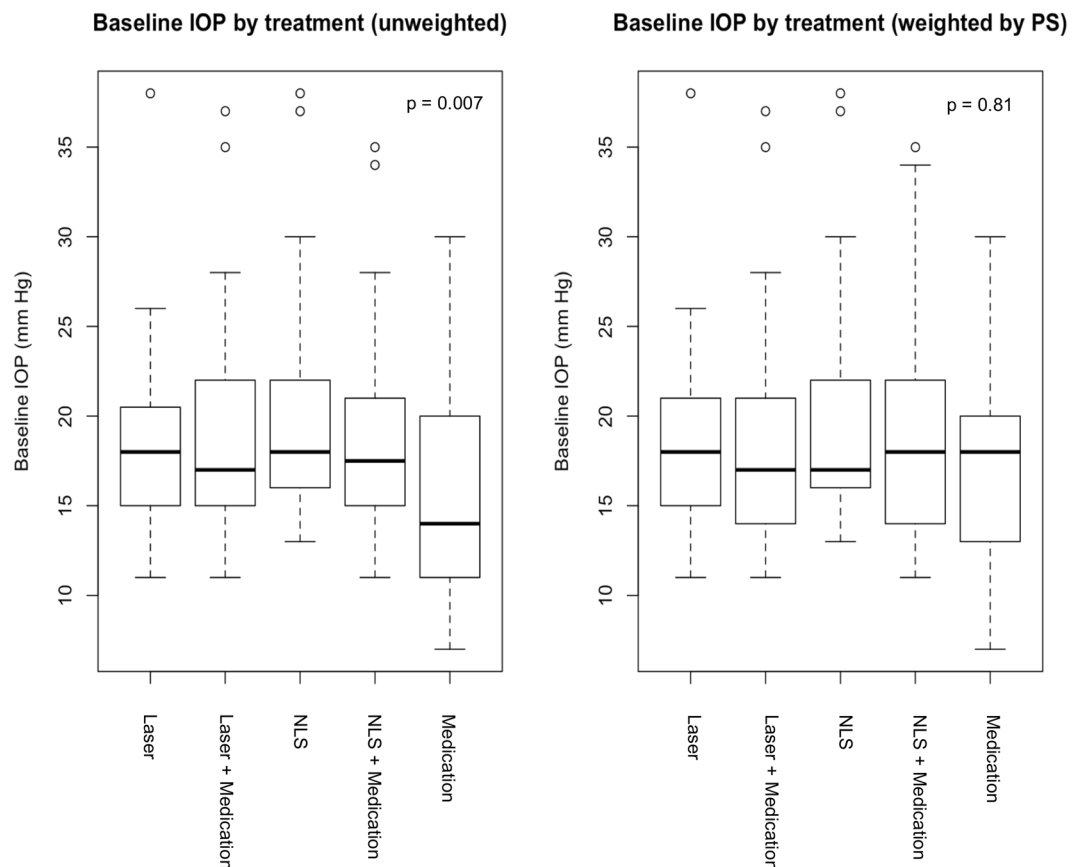 Baseline IOP by treatment (unweighted)
p = 0.007
Baseline IOP (mm Hg)
35
30
25
20
15
10
Laser
Laser + Medication
NLS
NLS + Medication
Medication
Baseline IOP by treatment (weighted by PS)
p = 0.81
Baseline IOP (mm Hg)
35
30
25
20
15
10
Laser
Laser + Medication
NLS
NLS + Medication
Medication